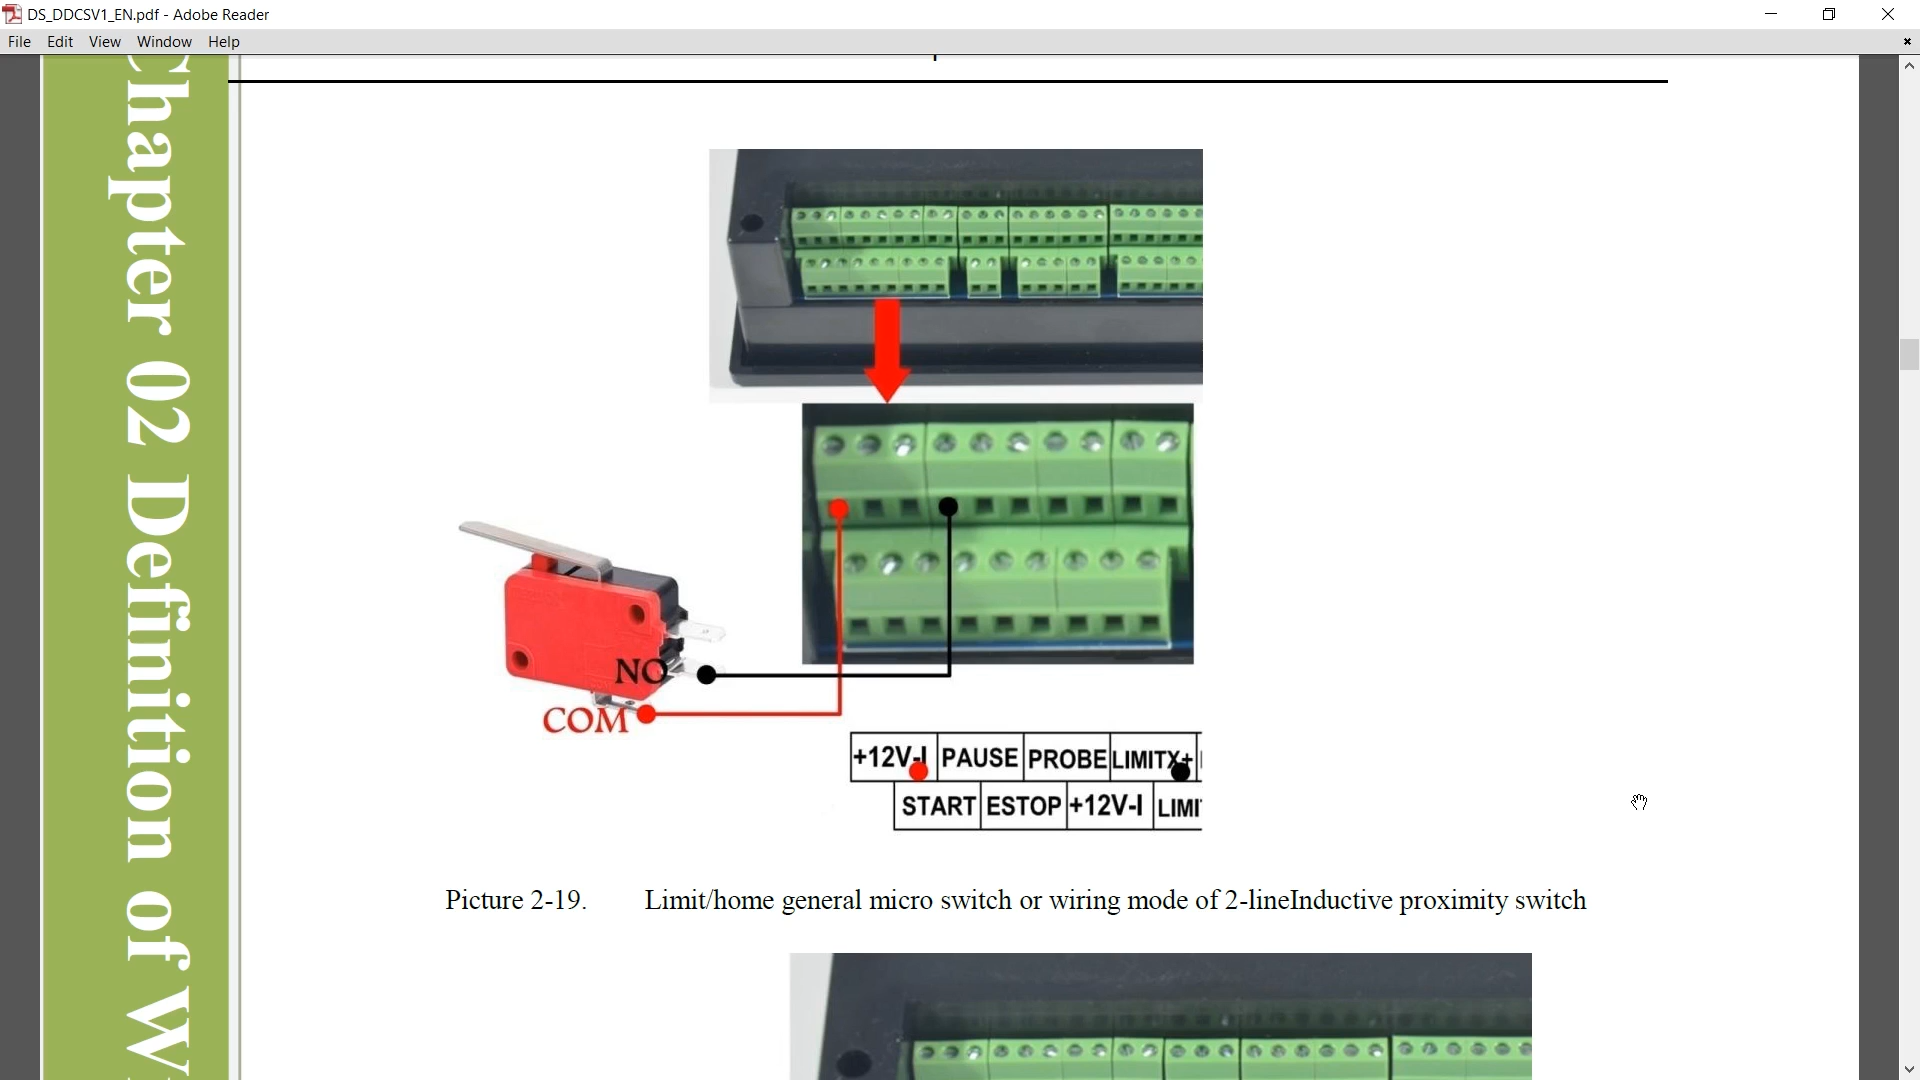 DS_DDCSV1_EN.pdf - Adobe Reader
File Edit View Window Help
Chapter 02 Definition of
NO
COM
+12V-I PAUSE PROBE LIMITX+
START ESTOP +12V-I LIMI
Picture 2-19. Limit/home general micro switch or wiring mode of 2-lineInductive proximity switch